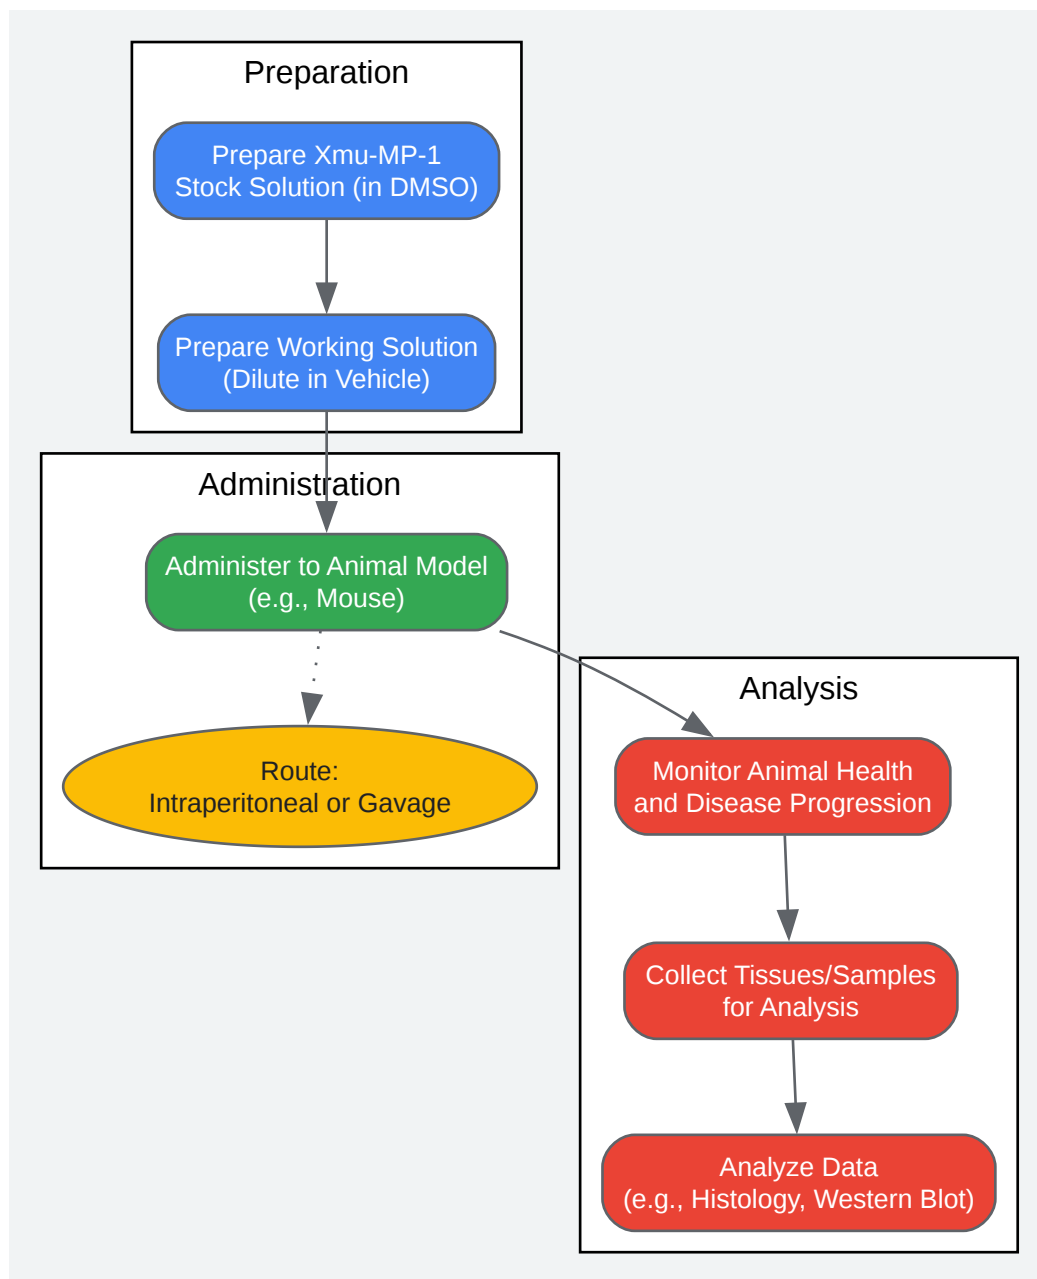 Preparation
Prepare Xmu-MP-1
Stock Solution (in DMSO)
Prepare Working Solution
(Dilute in Vehicle)
Administration
Administer to Animal Model
(e.g., Mouse)
Route:
Intraperitoneal or Gavage
Analysis
Monitor Animal Health
and Disease Progression
Collect Tissues/Samples
for Analysis
Analyze Data
(e.g., Histology, Western Blot)